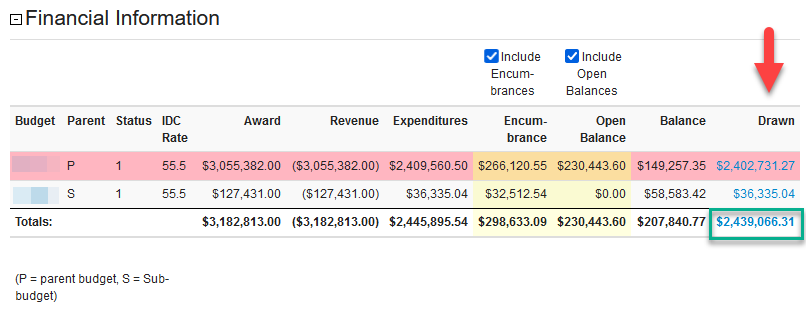 Financial Information
Include Encum-brances Include Open Balances
Budget Parent Status IDC Rate Award Revenue Expenditures Encum-brance Open Balance Balance Drawn
P 1 55.5 $3,055,382.00 ($3,055,382.00) $2,409,560.50 $266,120.55 $230,443.60 $149,257.35 $2,402,731.27
S 1 55.5 $127,431.00 ($127,431.00) $36,335.04 $32,512.54 $0.00 $58,583.42 $36,335.04
Totals: $3,182,813.00 ($3,182,813.00) $2,445,895.54 $298,633.09 $230,443.60 $207,840.77 $2,439,066.31
(P = parent budget, S = Sub-
budget)